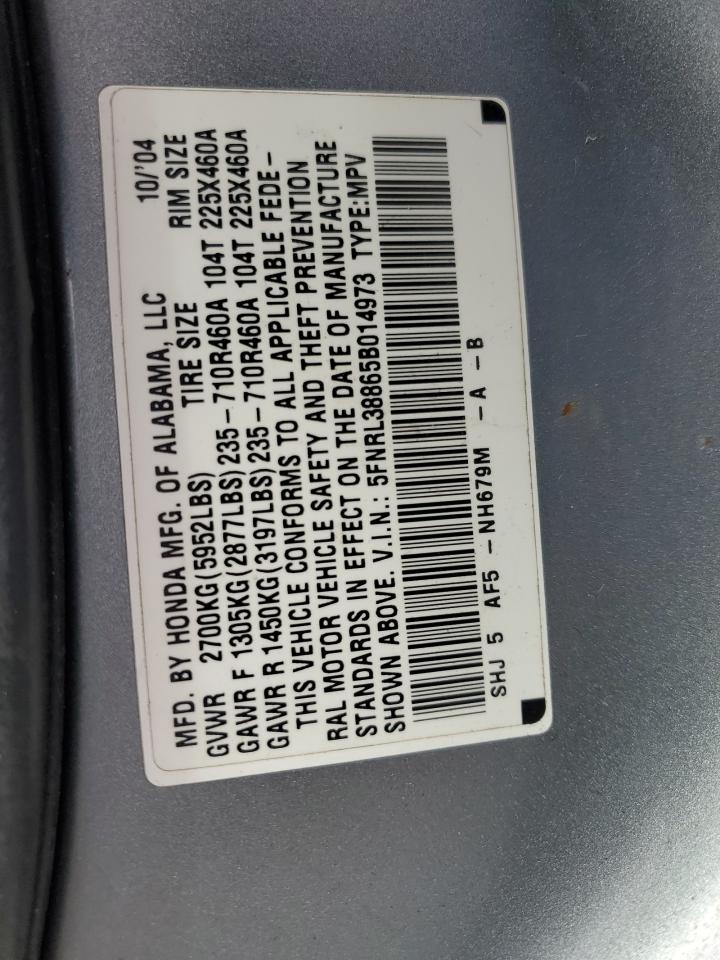 MFD. BY HONDA MFG. OF ALABAMA, LLC 10/'04
GVWR 2700KG(5952LBS) TIRE SIZE RIM SIZE
GAWR F 1305KG(2877LBS)235-710R460A 104T 225X460A
GAWR R 1450KG(3197LBS)235-710R460A 104T 225X460A
THIS VEHICLE CONFORMS TO ALL APPLICABLE FEDE-
RAL MOTOR VEHICLE SAFETY AND THEFT PREVENTION
STANDARDS IN EFFECT ON THE DATE OF MANUFACTURE
SHOWN ABOVE. V.I.N.: 5FNRL38865B014973 TYPE:MPV
SHJ 5 AF5 -NH679M -A -B